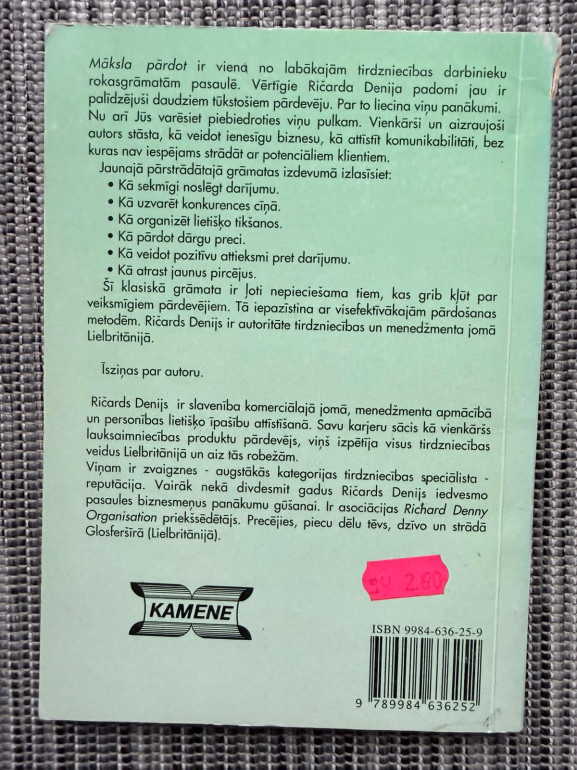 Māksla pārdot ir viena no labākajām tirdzniecības darbinieku
rokasgrāmatām pasaulē. Vērtīgie Ričarda Denija padomi jau ir
palīdzējuši daudziem tūkstošiem pārdevēju. Par to liecina viņu panākumi.
Nu arī Jūs varēsiet piebiedroties viņu pulkam. Vienkārši un aizraujoši
autors stāsta, kā veidot ienesīgu biznesu, kā attīstīt komunikabilitāti, bez
kuras nav iespējams strādāt ar potenciāliem klientiem.
Jaunajā pārstrādātajā grāmatas izdevumā izlasīsiet:
• Kā sekmīgi noslēgt darījumu.
• Kā uzvarēt konkurences cīņā.
• Kā organizēt lietišķo tikšanos.
• Kā pārdot dārgu preci.
• Kā veidot pozitīvu attieksmi pret darījumu.
• Kā atrast jaunus pircējus.
Šī klasiskā grāmata ir ļoti nepieciešama tiem, kas grib kļūt par
veiksmīgiem pārdevējiem. Tā iepazīstina ar visefektīvākajām pārdošanas
metodēm. Ričards Denijs ir autoritāte tirdzniecības un menedžmenta jomā
Lielbritānijā.
Īsziņas par autoru.
Ričards Denijs ir slavenība komerciālajā jomā, menedžmenta apmācībā
un personības lietišķo īpašību attīstīšanā. Savu karjeru sācis kā vienkāršs
lauksaimniecības produktu pārdevējs, viņš izpētīja visus tirdzniecības
veidus Lielbritānijā un aiz tās robežām.
Viņam ir zvaigznes - augstākās kategorijas tirdzniecības speciālista -
reputācija. Vairāk nekā divdesmit gadus Ričards Denijs iedvesmo
pasaules biznesmeņus panākumu gūšanai. Ir asociācijas Richard Denny
Organisation priekšsēdētājs. Precējies, piecu dēlu tēvs, dzīvo un strādā
Glosferšīrā (Lielbritānijā).
KAMENE
2.80
ISBN 9984-636-25-9
9 789984 636252